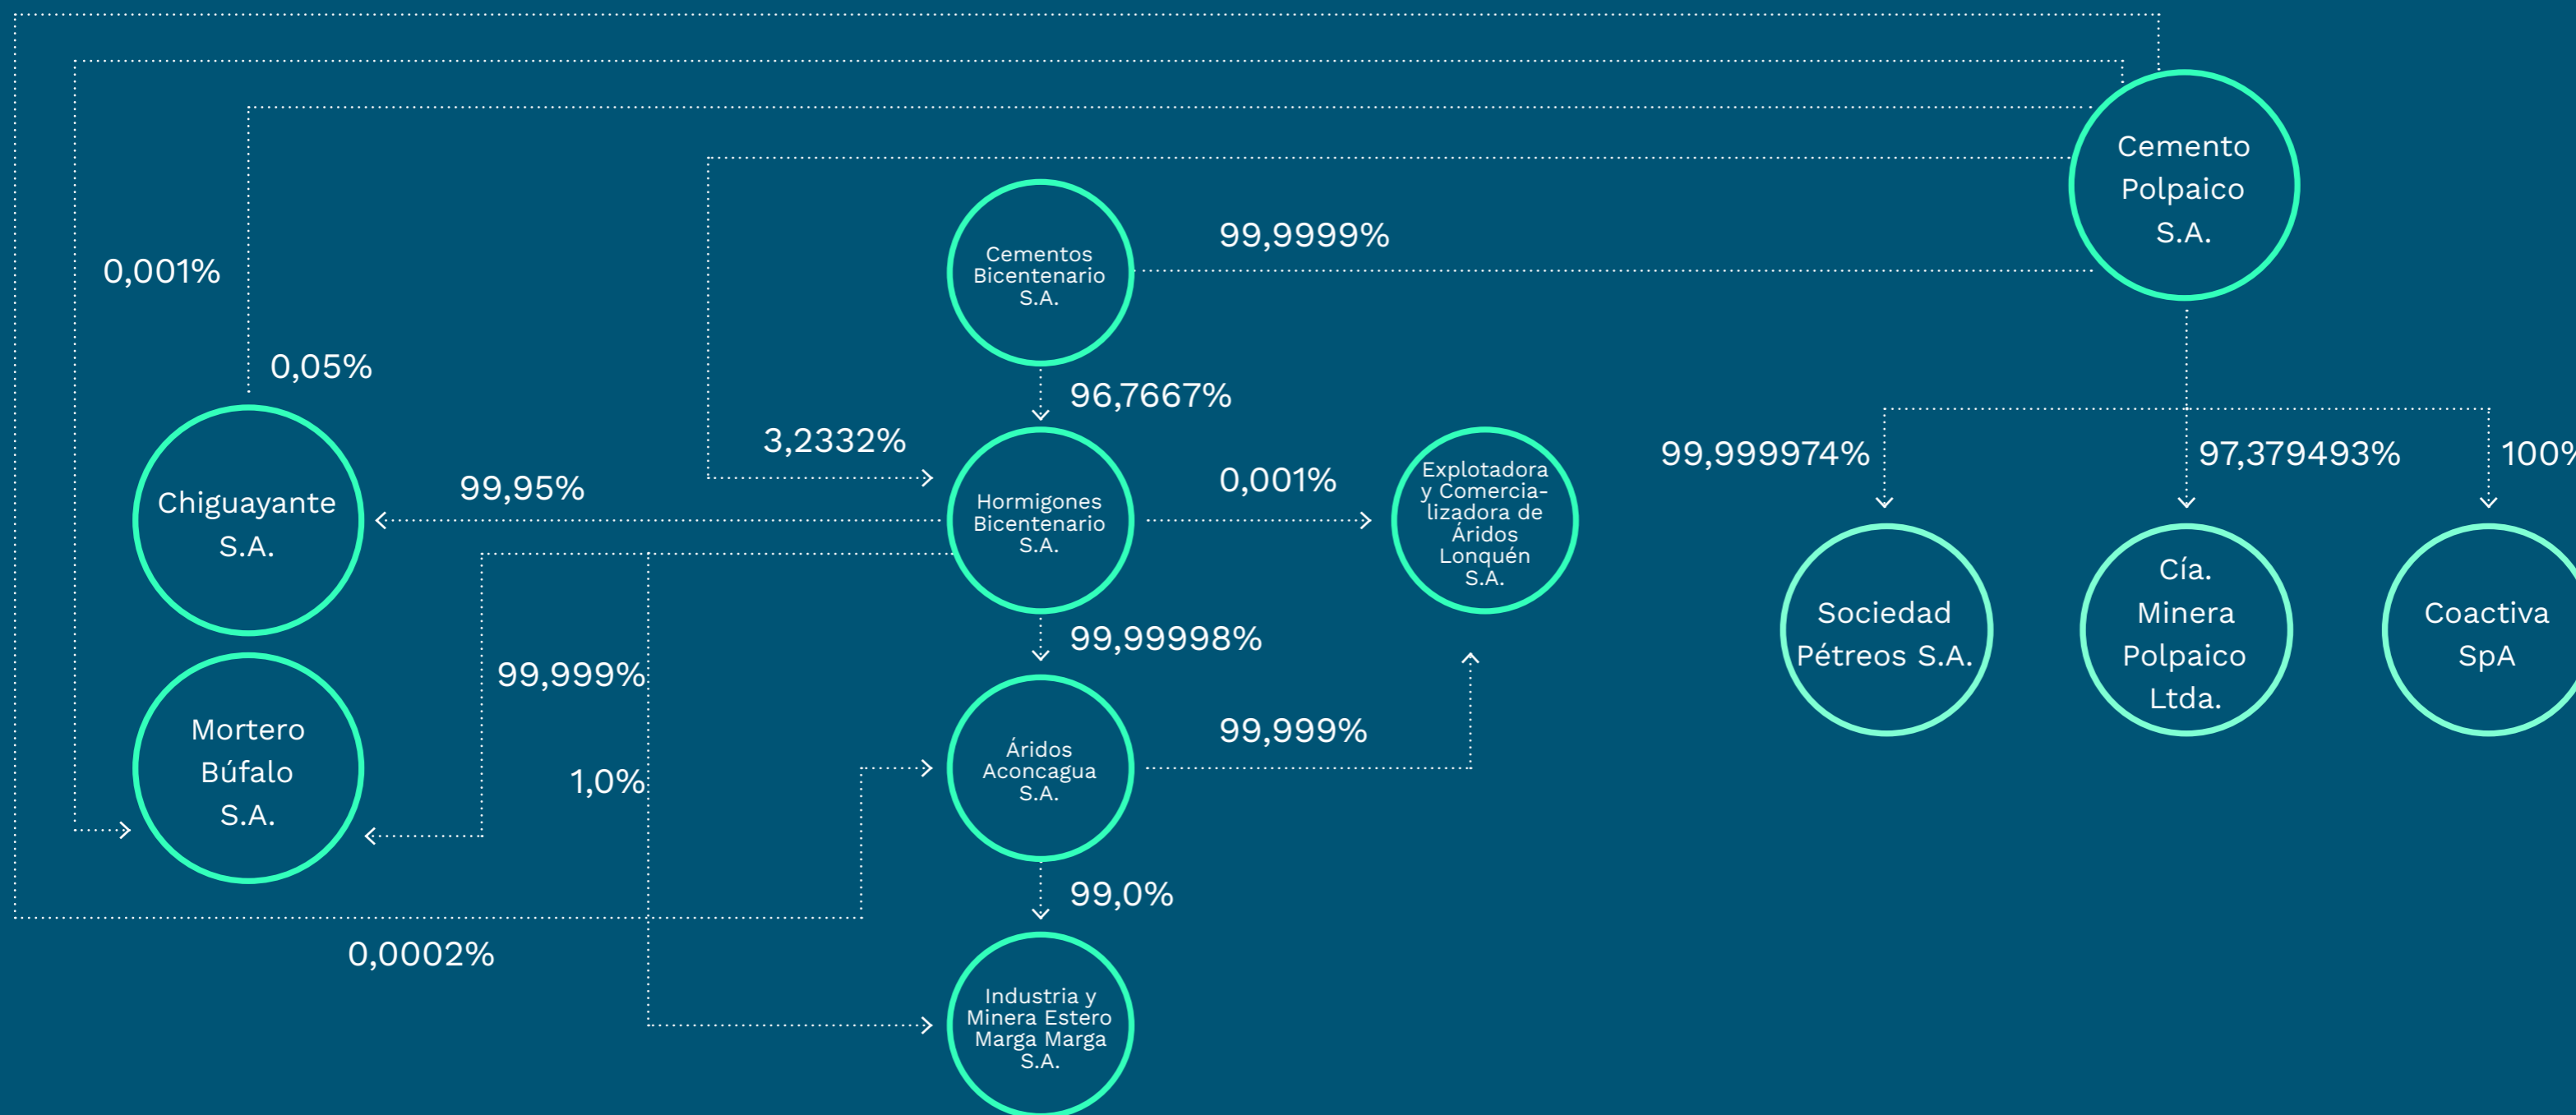 Cemento
Polpaico
S.A.
99,9999%
Cementos
Bicentenario
S.A.
0,001%
0,05%
96,7667%
3,2332%
99,999974%
97,379493%
100%
99,95%
0,001%
Chiguayante
S.A.
Hormigones
Bicentenario
S.A.
Explotadora
y Comercia-
lizadora de
Áridos
Lonquén
S.A.
Sociedad
Pétreos S.A.
Cía.
Minera
Polpaico
Ltda.
Coactiva
SpA
99,99998%
99,999%
Mortero
Búfalo
S.A.
1,0%
Áridos
Aconcagua
S.A.
99,999%
99,0%
0,0002%
Industria y
Minera Estero
Marga Marga
S.A.